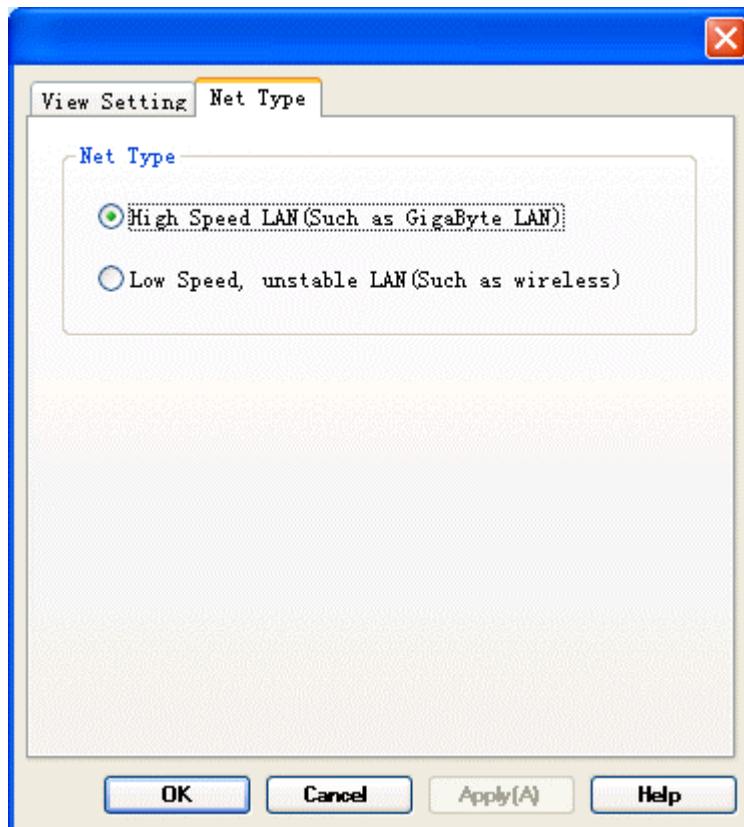 View Setting Net Type
Net Type
High Speed LAN(Such as GigaByte LAN)
Low Speed, unstable LAN(Such as wireless)
OK Cancel Apply(A) Help